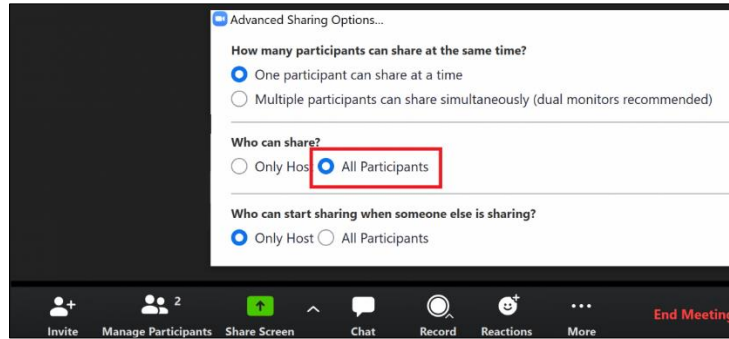 Advanced Sharing Options...
How many participants can share at the same time?
One participant can share at a time
Multiple participants can share simultaneously (dual monitors recommended)
Who can share?
Only Hos All Participants
Who can start sharing when someone else is sharing?
Only Host All Participants
2
Invite Manage Participants Share Screen Chat Record Reactions More End Meeting